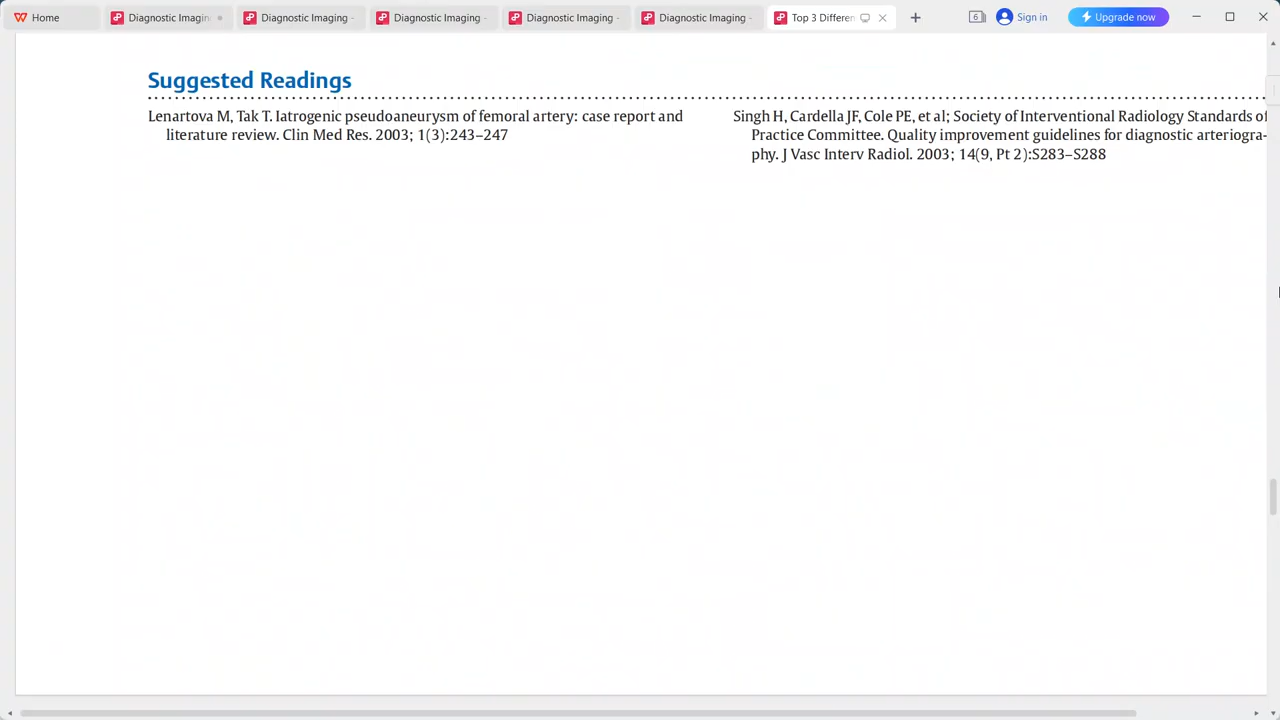 Home
Diagnostic Imaging
Diagnostic Imaging -
Diagnostic Imaging -
Diagnostic Imaging -
Diagnostic Imaging -
Top 3 Differen
6
Sign in
Upgrade now
Suggested Readings
Lenartova M, Tak T. Iatrogenic pseudoaneurysm of femoral artery: case report and
literature review. Clin Med Res. 2003; 1(3):243–247
Singh H, Cardella JF, Cole PE, et al; Society of Interventional Radiology Standards of
Practice Committee. Quality improvement guidelines for diagnostic arteriogra-
phy. J Vasc Interv Radiol. 2003; 14(9, Pt 2):S283–S288